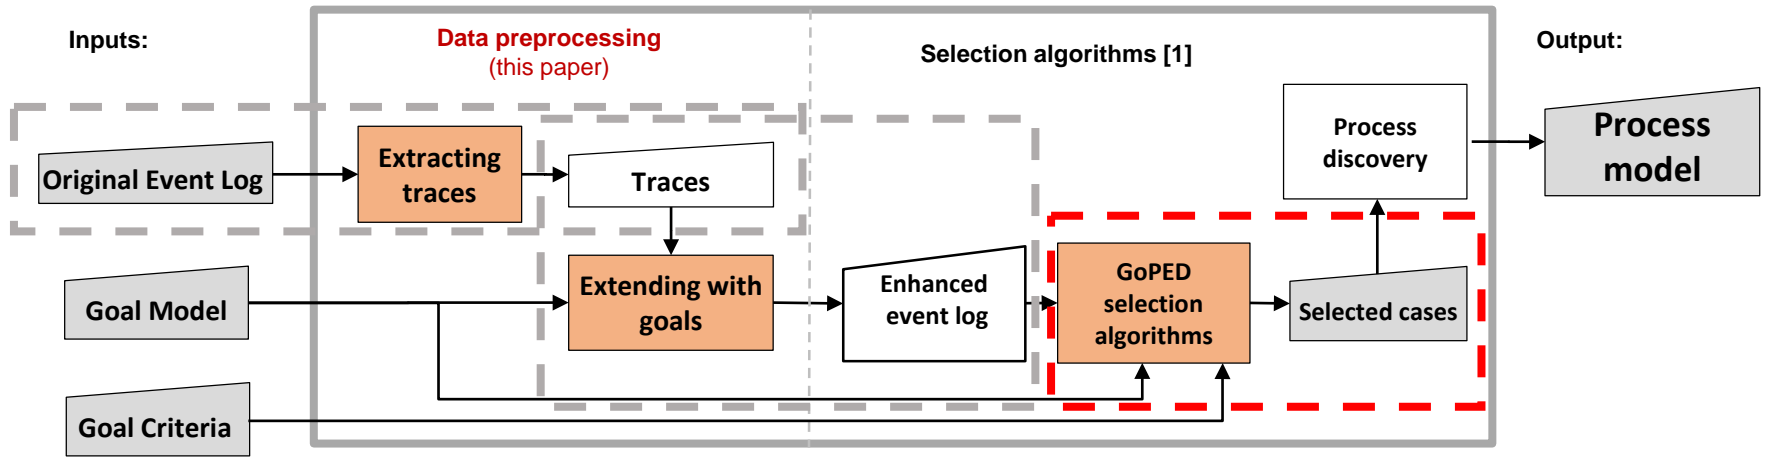 Inputs:
Data preprocessing
(this paper)
Selection algorithms [1]
Output:
Original Event Log
Extracting
traces
Traces
Process
discovery
Process
model
Goal Model
Extending with
goals
Enhanced
event log
GoPED
selection
algorithms
Selected cases
Goal Criteria